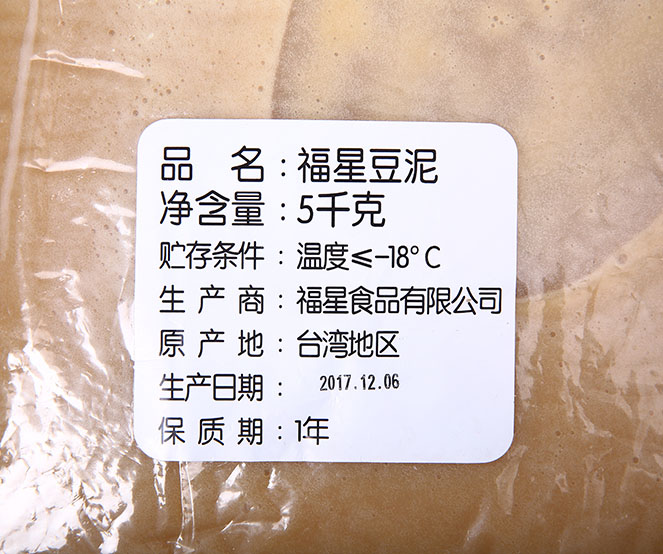 品 名：福星豆泥
净含量：5千克
贮存条件：温度≤-18°C
生 产 商：福星食品有限公司
原 产 地：台湾地区
生产日期：2017.12.06
保 质 期：1年